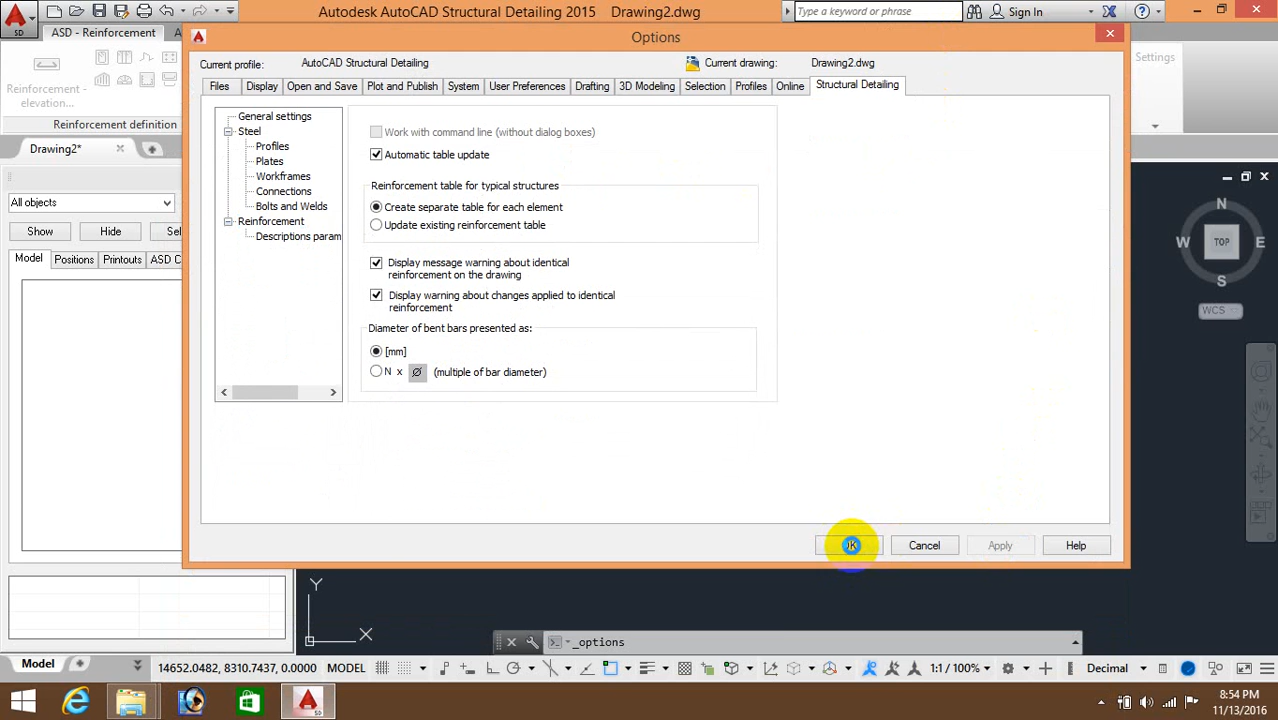 Autodesk AutoCAD Structural Detailing 2015 Drawing2.dwg
Type a keyword or phrase
Sign In
SD
ASD - Reinforcement
Reinforcement -
elevation...
Reinforcement definition
Settings
Drawing2*
All objects
Show
Hide
Model
Positions
Printouts
Options
Current profile:
AutoCAD Structural Detailing
Current drawing:
Drawing2.dwg
Files
Display
Open and Save
Plot and Publish
System
User Preferences
Drafting
3D Modeling
Selection
Profiles
Online
Structural Detailing
General settings
Steel
Profiles
Plates
Workframes
Connections
Bolts and Welds
Reinforcement
Descriptions param
Work with command line (without dialog boxes)
Automatic table update
Reinforcement table for typical structures
Create separate table for each element
Update existing reinforcement table
Display message warning about identical
reinforcement on the drawing
Display warning about changes applied to identical
reinforcement
Diameter of bent bars presented as:
[mm]
N x Ø (multiple of bar diameter)
Cancel
Apply
Help
N
W
TOP
E
S
WCS
Y
X
_options
Model
14652.0482, 8310.7437, 0.0000
MODEL
1:1 / 100%
Decimal
8:54 PM
11/13/2016